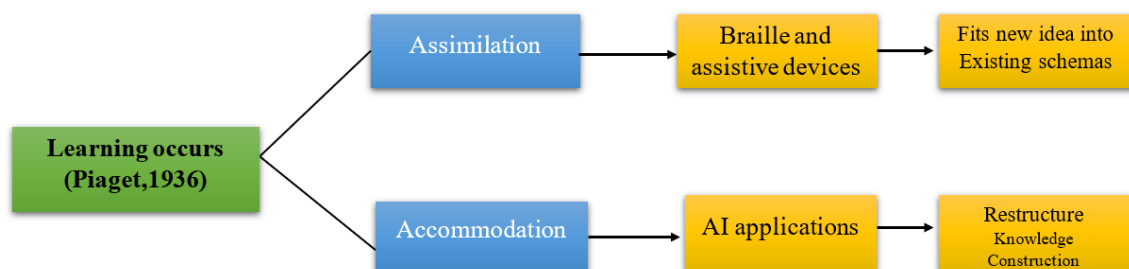 Learning occurs
(Piaget,1936)
Assimilation
Braille and
assistive devices
Fits new idea into
Existing schemas
Accommodation
AI applications
Restructure
Knowledge
Construction